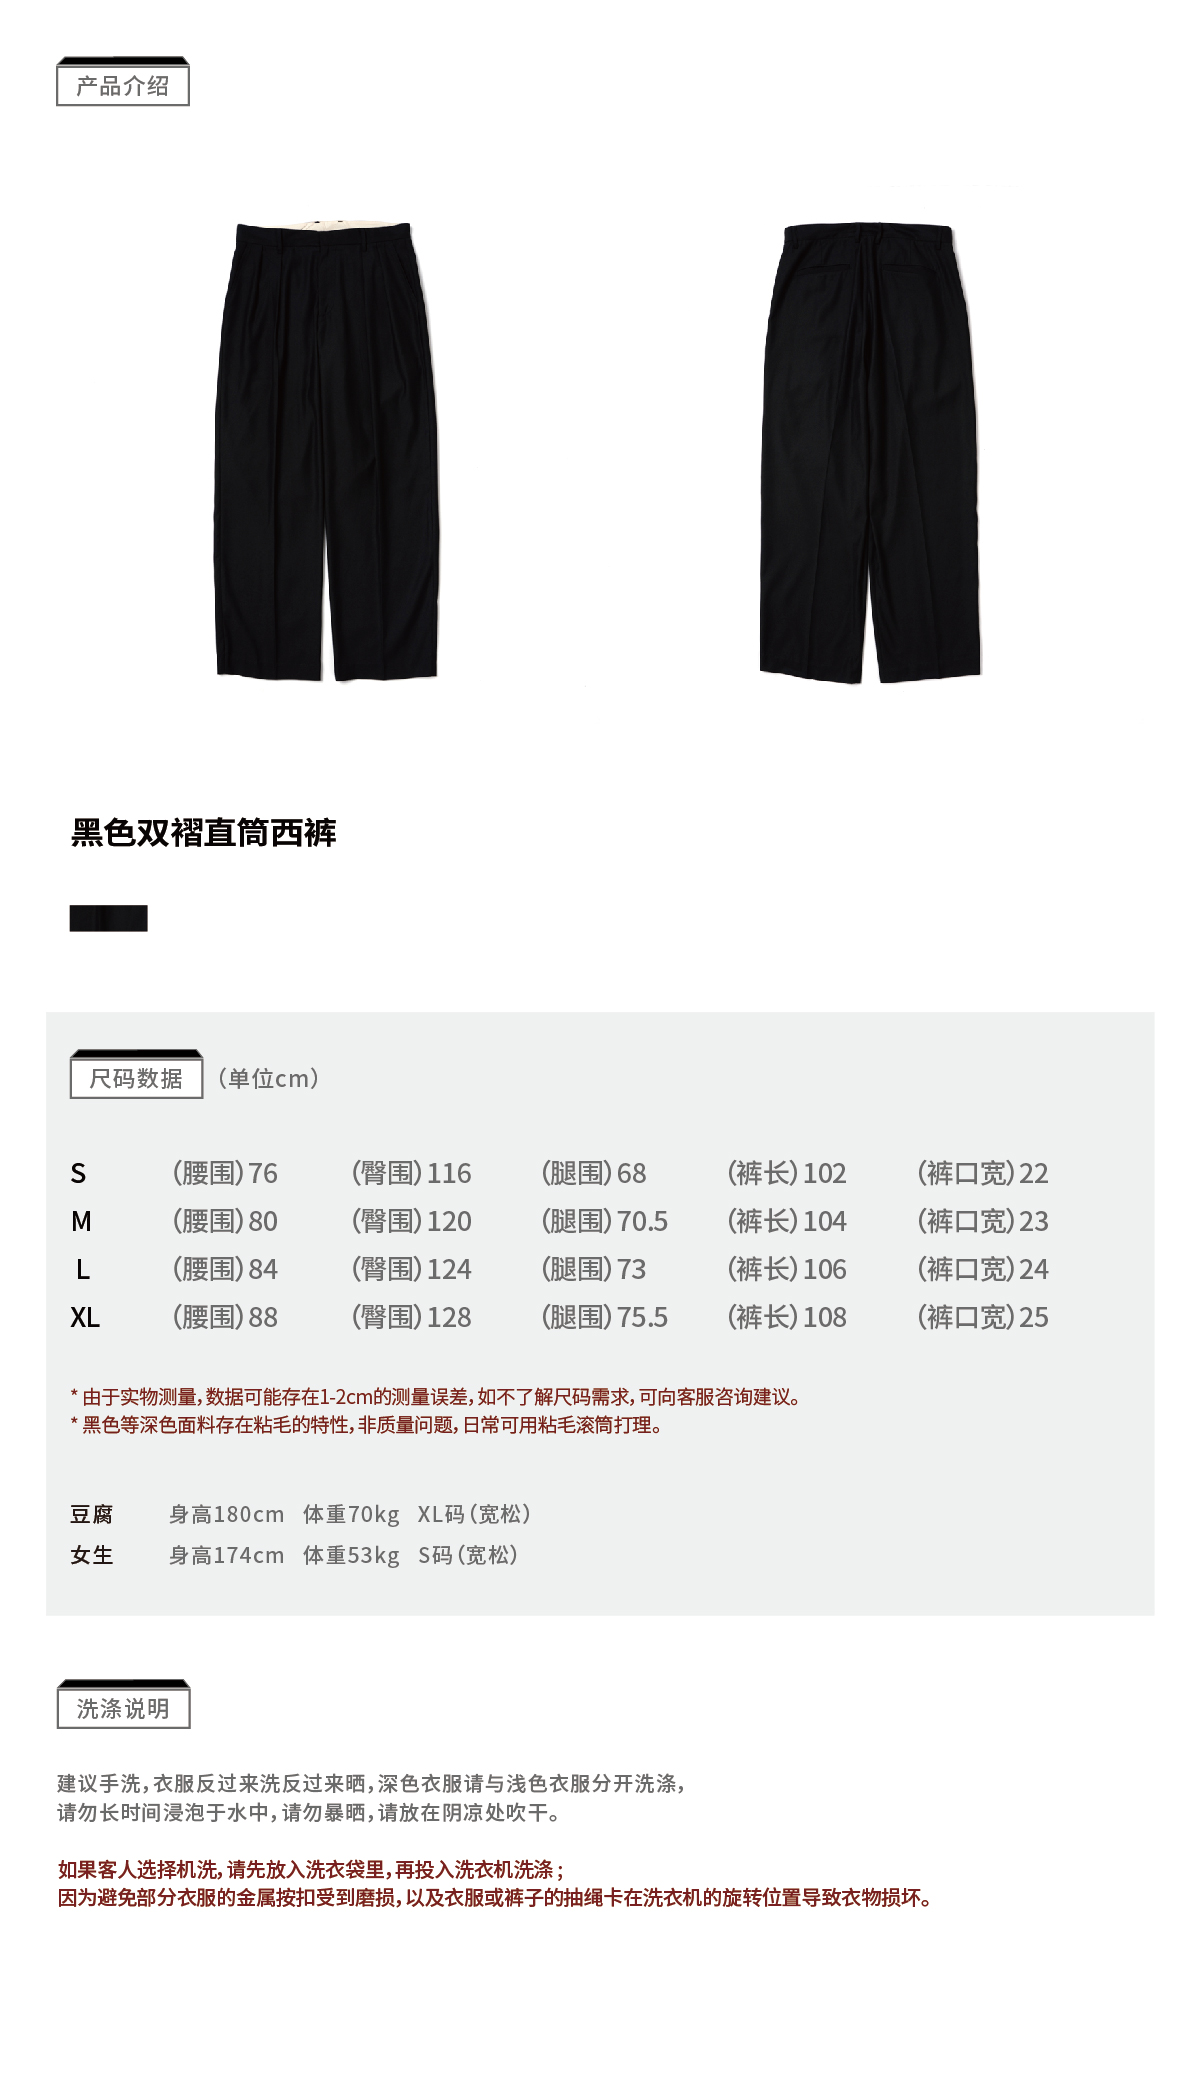 产品介绍
黑色双褶直筒西裤
尺码数据 （单位cm）
S （腰围）76 （臀围）116 （腿围）68 （裤长）102 （裤口宽）22
M （腰围）80 （臀围）120 （腿围）70.5 （裤长）104 （裤口宽）23
L （腰围）84 （臀围）124 （腿围）73 （裤长）106 （裤口宽）24
XL （腰围）88 （臀围）128 （腿围）75.5 （裤长）108 （裤口宽）25
* 由于实物测量，数据可能存在1-2cm的测量误差，如不了解尺码需求，可向客服咨询建议。
* 黑色等深色面料存在粘毛的特性，非质量问题，日常可用粘毛滚筒打理。
豆腐 身高180cm 体重70kg XL码（宽松）
女生 身高174cm 体重53kg S码（宽松）
洗涤说明
建议手洗，衣服反过来洗反过来晒，深色衣服请与浅色衣服分开洗涤，
请勿长时间浸泡于水中，请勿暴晒，请放在阴凉处吹干。
如果客人选择机洗，请先放入洗衣袋里，再投入洗衣机洗涤；
因为避免部分衣服的金属按扣受到磨损，以及衣服或裤子的抽绳卡在洗衣机的旋转位置导致衣物损坏。